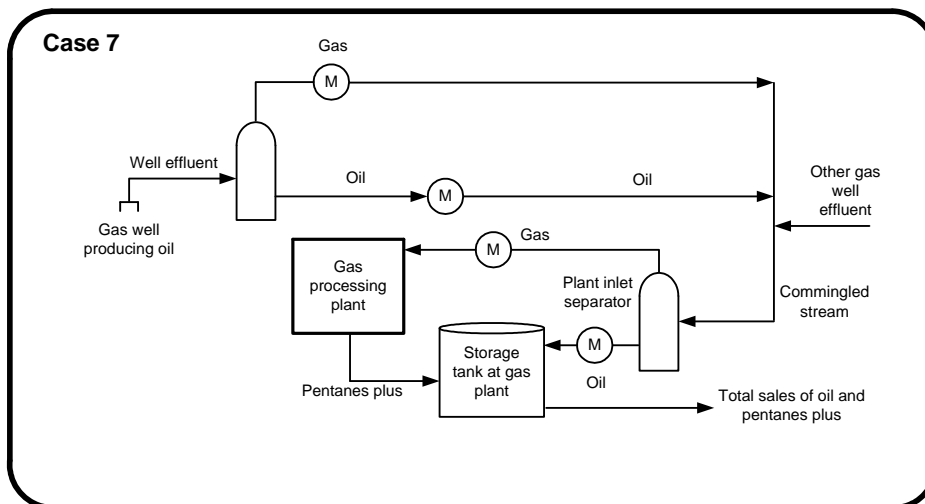 Case 7
Gas
M
Well effluent
Oil
M
Oil
Other gas
well
effluent
Gas well
producing oil
M
Gas
Gas
processing
plant
Plant inlet
separator
Commingled
stream
M
Storage
tank at gas
plant
Oil
Pentanes plus
Total sales of oil and
pentanes plus